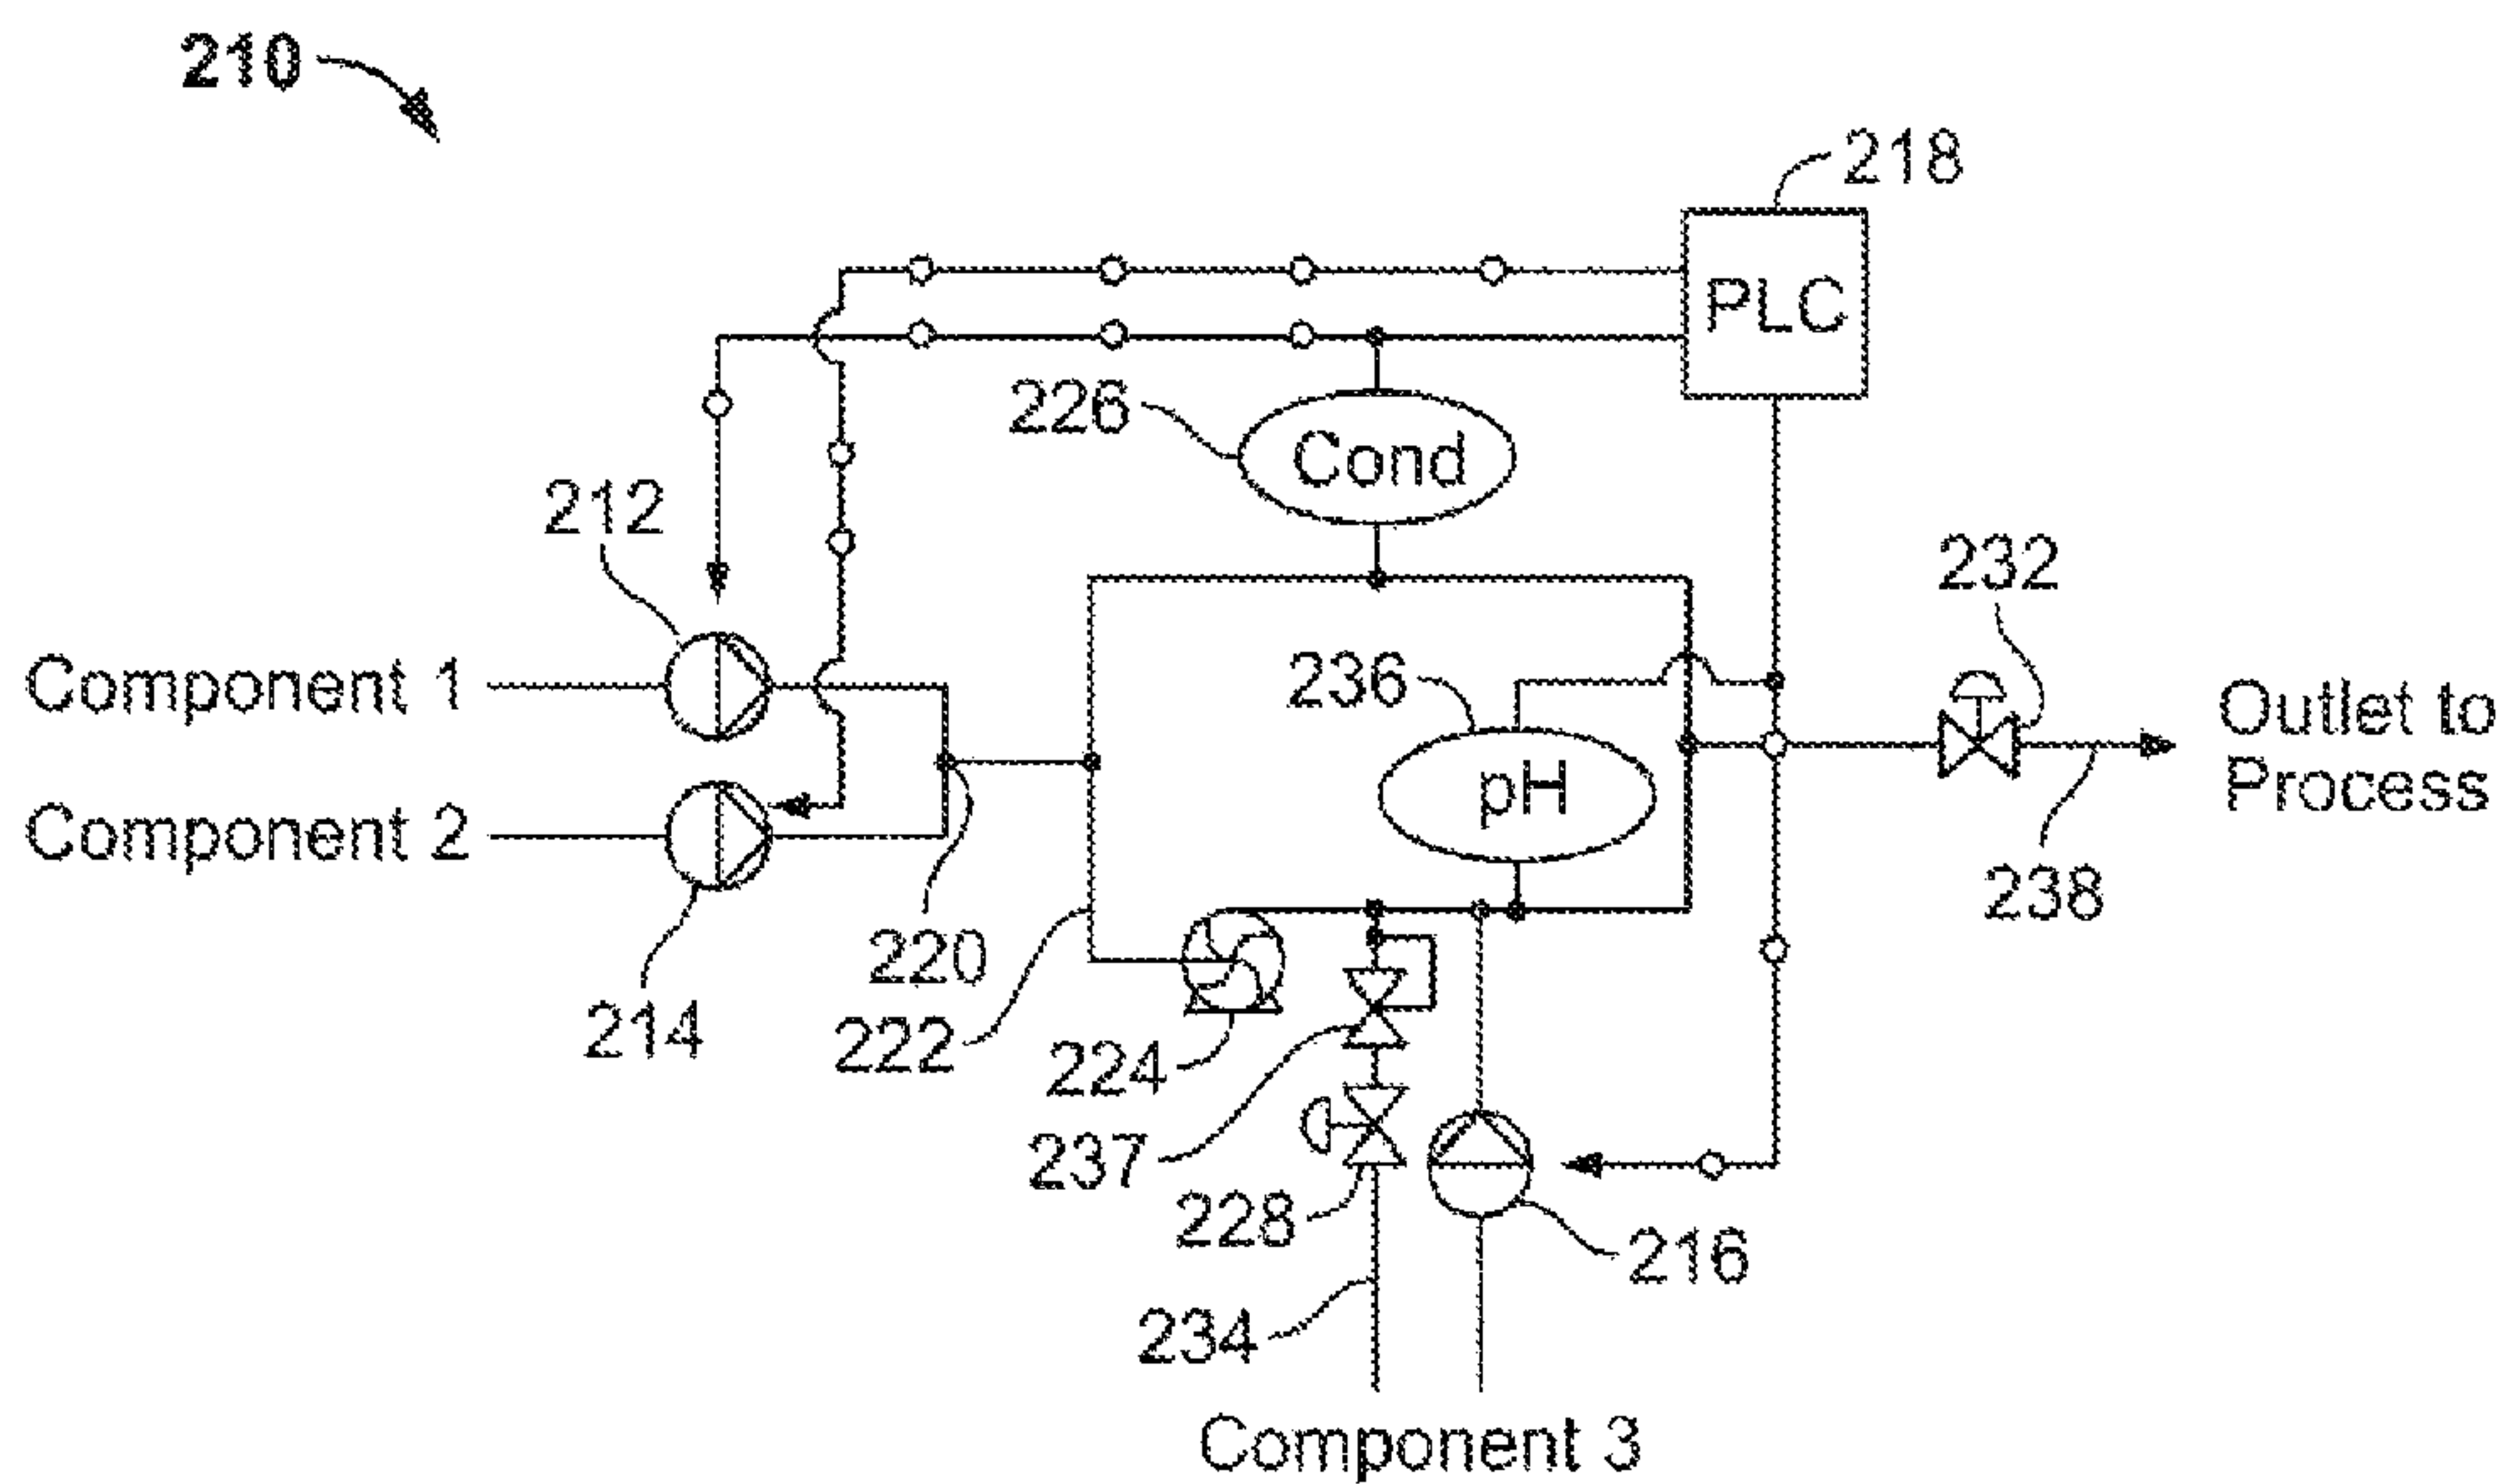 210
218
PLC
226
Cond
212
232
Component 1
236
Outlet to
Process
pH
Component 2
238
220
214
222
224
237
228
216
234
Component 3